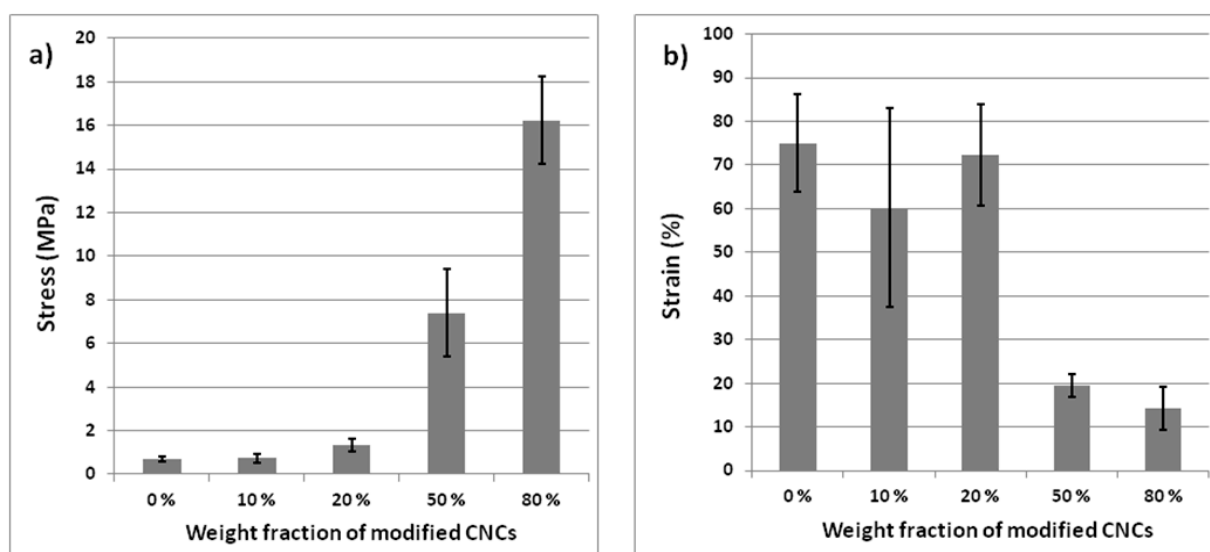 a)
Stress (MPa)
20
18
16
14
12
10
8
6
4
2
0
0 % 10 % 20 % 50 % 80 %
Weight fraction of modified CNCs
b)
Strain (%)
100
90
80
70
60
50
40
30
20
10
0
0 % 10 % 20 % 50 % 80 %
Weight fraction of modified CNCs